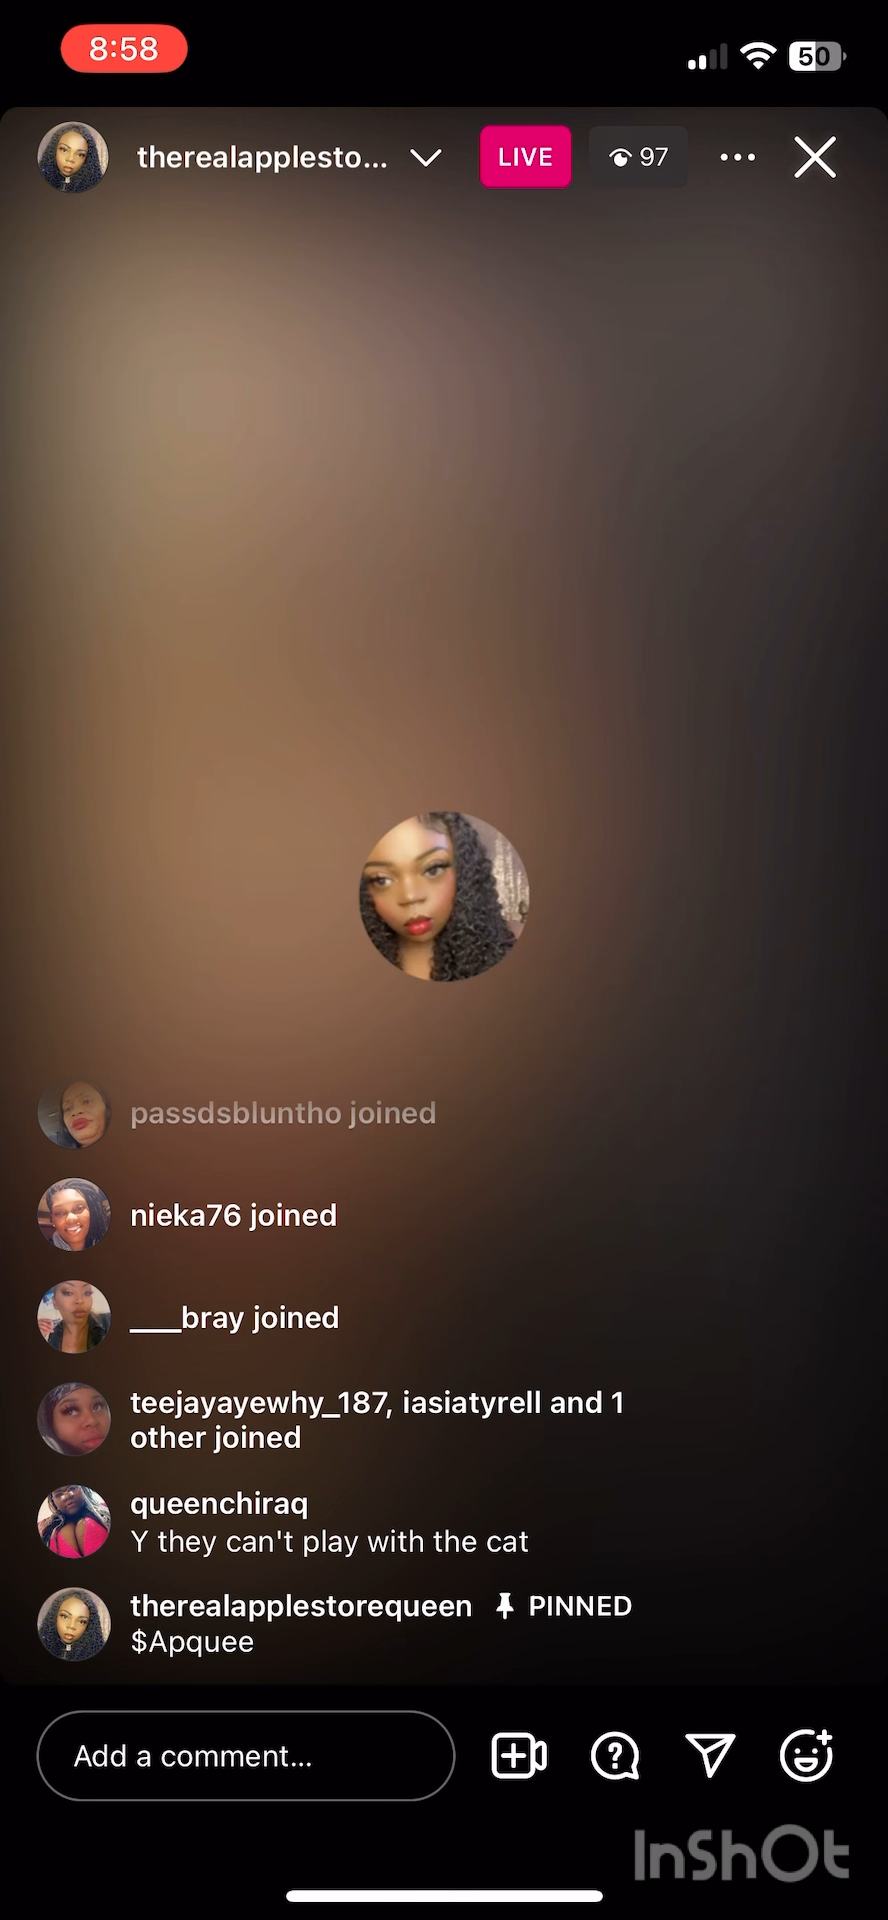 8:58
50
therealapplesto...
LIVE
97
passdsbluntho joined
nieka76 joined
____bray joined
teejayayewhy_187, iasiatyrell and 1
other joined
queenchiraq
Y they can't play with the cat
therealapplestorequeen PINNED
$Apquee
Add a comment...
InShOt